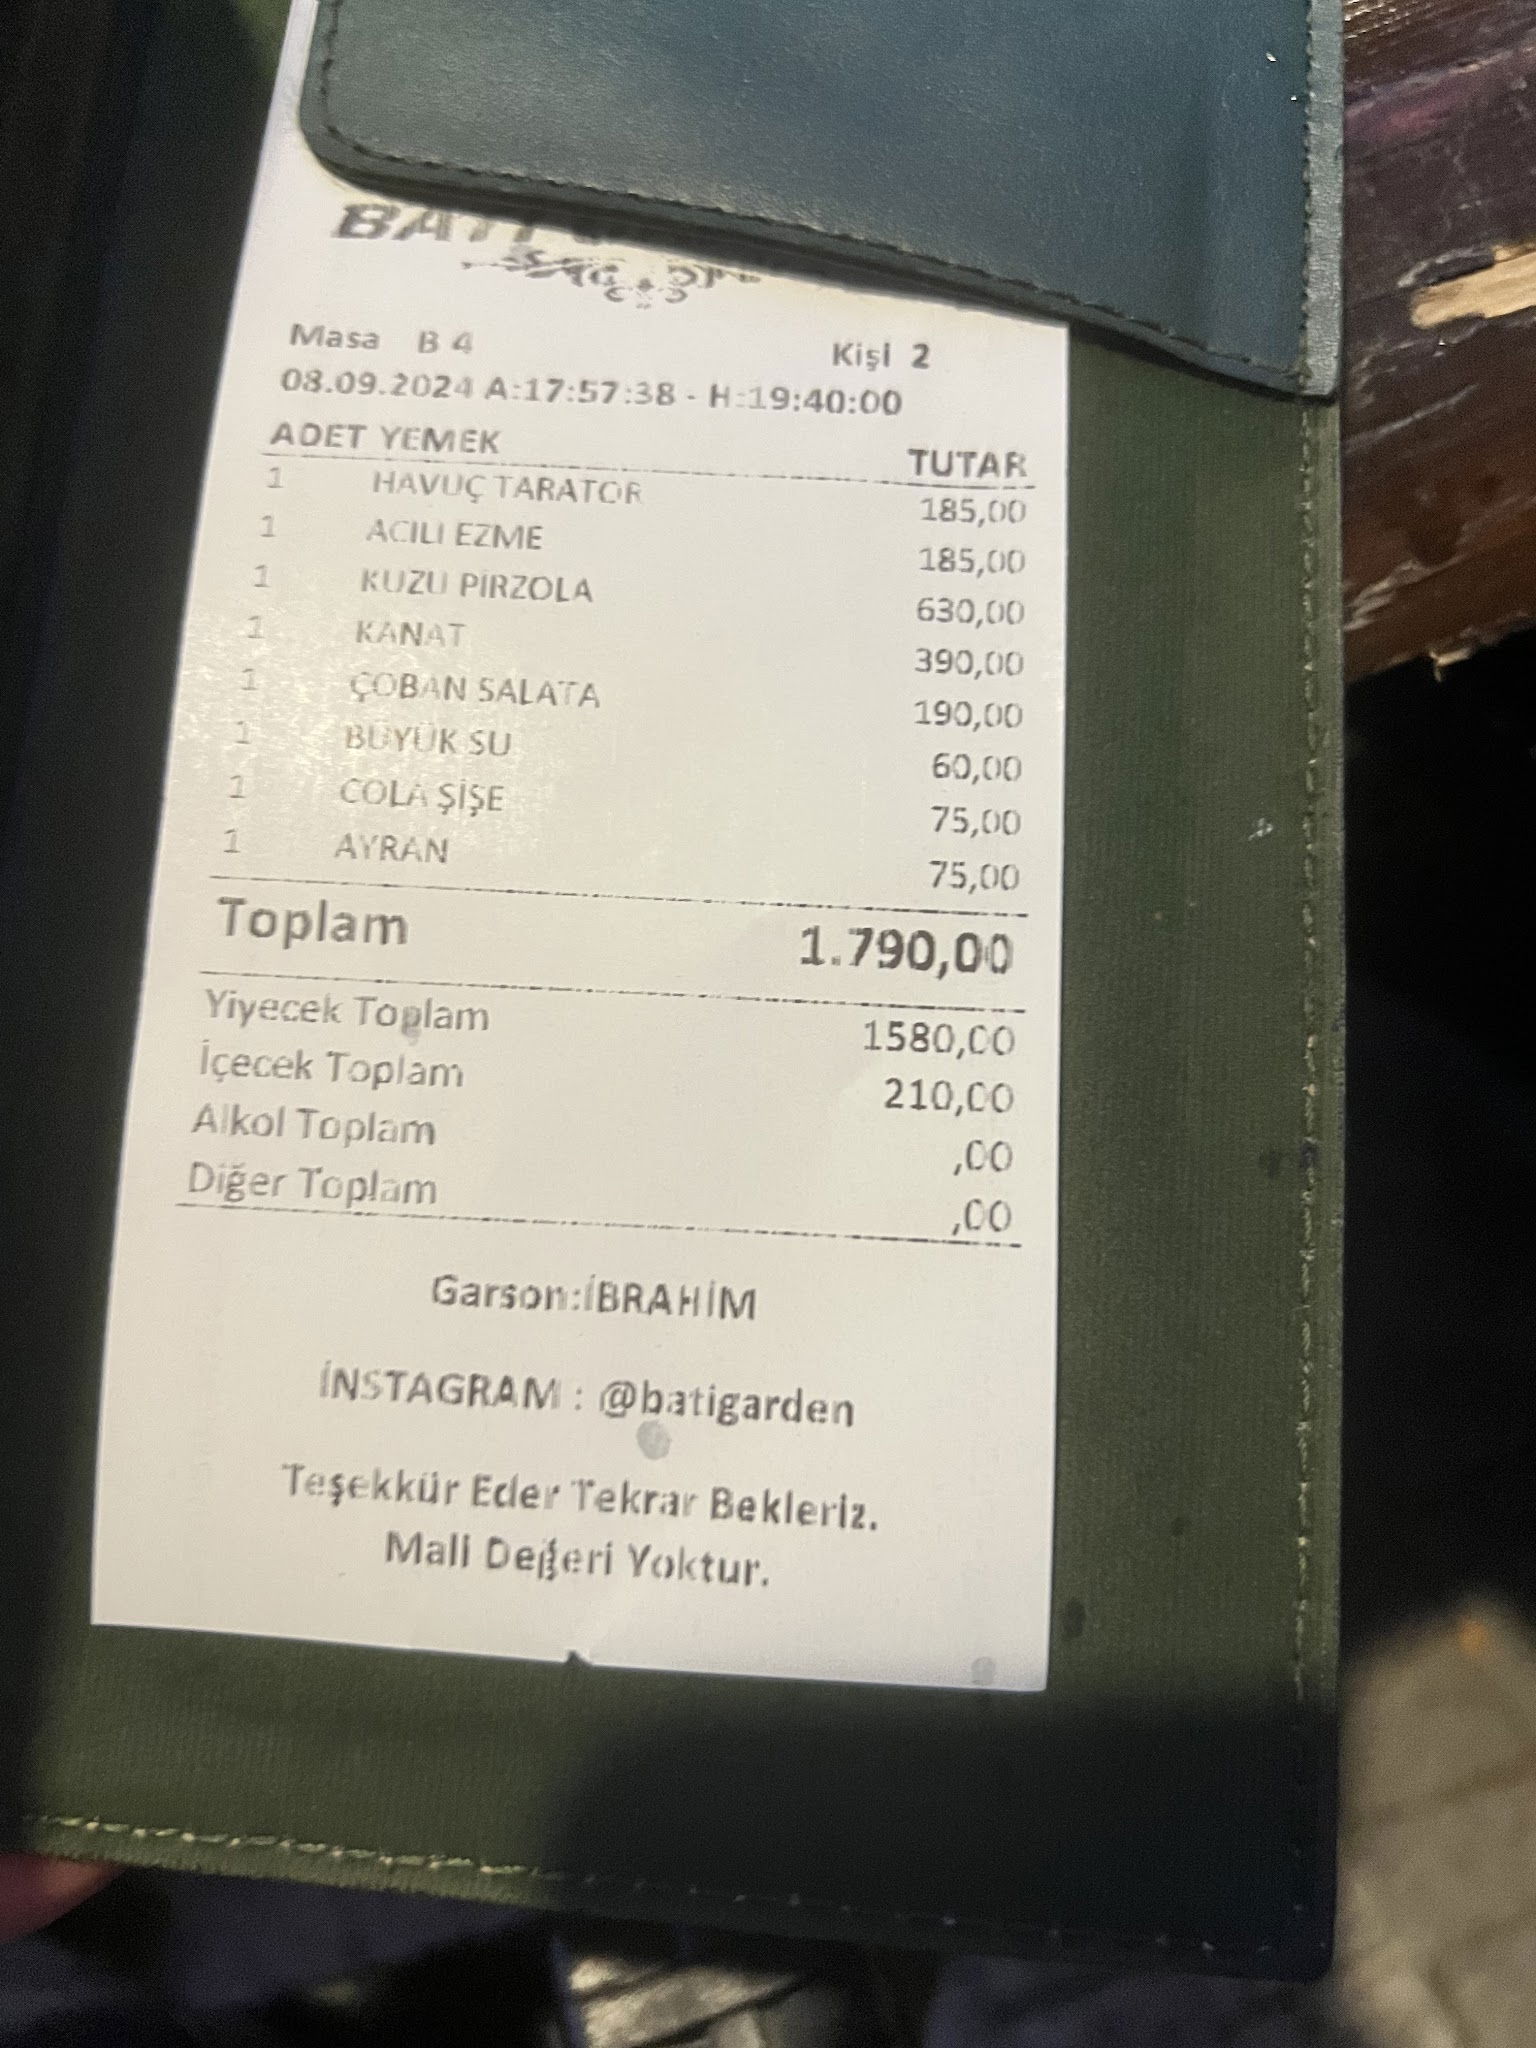 BATI
Masa B 4 Kişi 2
08.09.2024 A:17:57:38 - H:19:40:00
ADET YEMEK TUTAR
1 HAVUÇ TARATOR 185,00
1 ACILI EZME 185,00
1 KUZU PİRZOLA 630,00
1 KANAT 390,00
1 ÇOBAN SALATA 190,00
1 BÜYÜK SU 60,00
1 COLA ŞİŞE 75,00
1 AYRAN 75,00
Toplam 1.790,00
Yiyecek Toplam 1580,00
İçecek Toplam 210,00
Alkol Toplam ,00
Diğer Toplam ,00
Garson:İBRAHİM
İNSTAGRAM : @batigarden
Teşekkür Eder Tekrar Bekleriz.
Mali Değeri Yoktur.